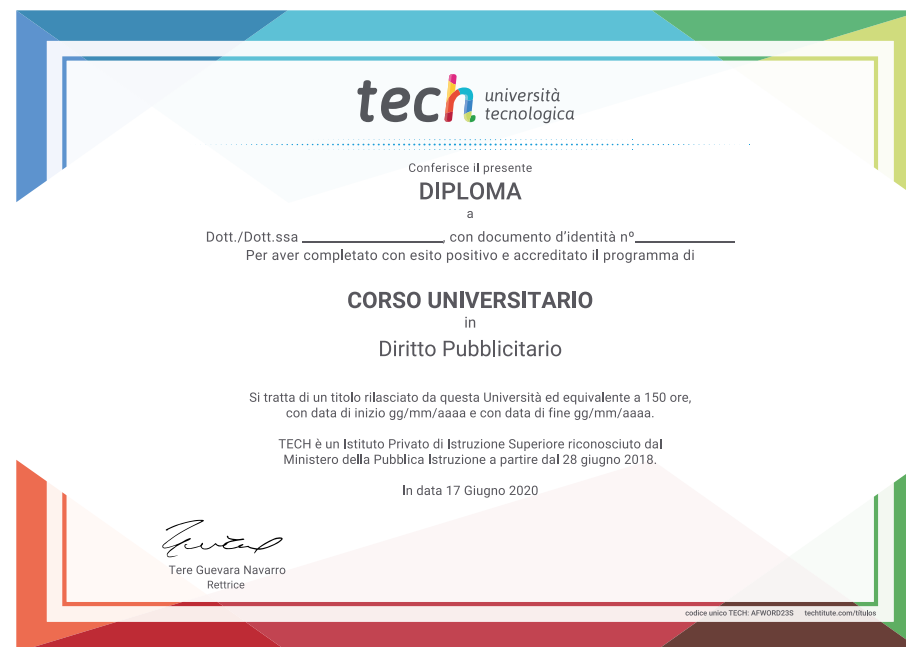 tech università
tecnologica
Conferisce il presente
DIPLOMA
a
Dott./Dott.ssa ____________________, con documento d'identità nº______________
Per aver completato con esito positivo e accreditato il programma di
CORSO UNIVERSITARIO
in
Diritto Pubblicitario
Si tratta di un titolo rilasciato da questa Università ed equivalente a 150 ore,
con data di inizio gg/mm/aaaa e con data di fine gg/mm/aaaa.
TECH è un Istituto Privato di Istruzione Superiore riconosciuto dal
Ministero della Pubblica Istruzione a partire dal 28 giugno 2018.
In data 17 Giugno 2020
Tere Guevara Navarro
Rettrice
codice unico TECH: AFWORD23S techtitute.com/títulos